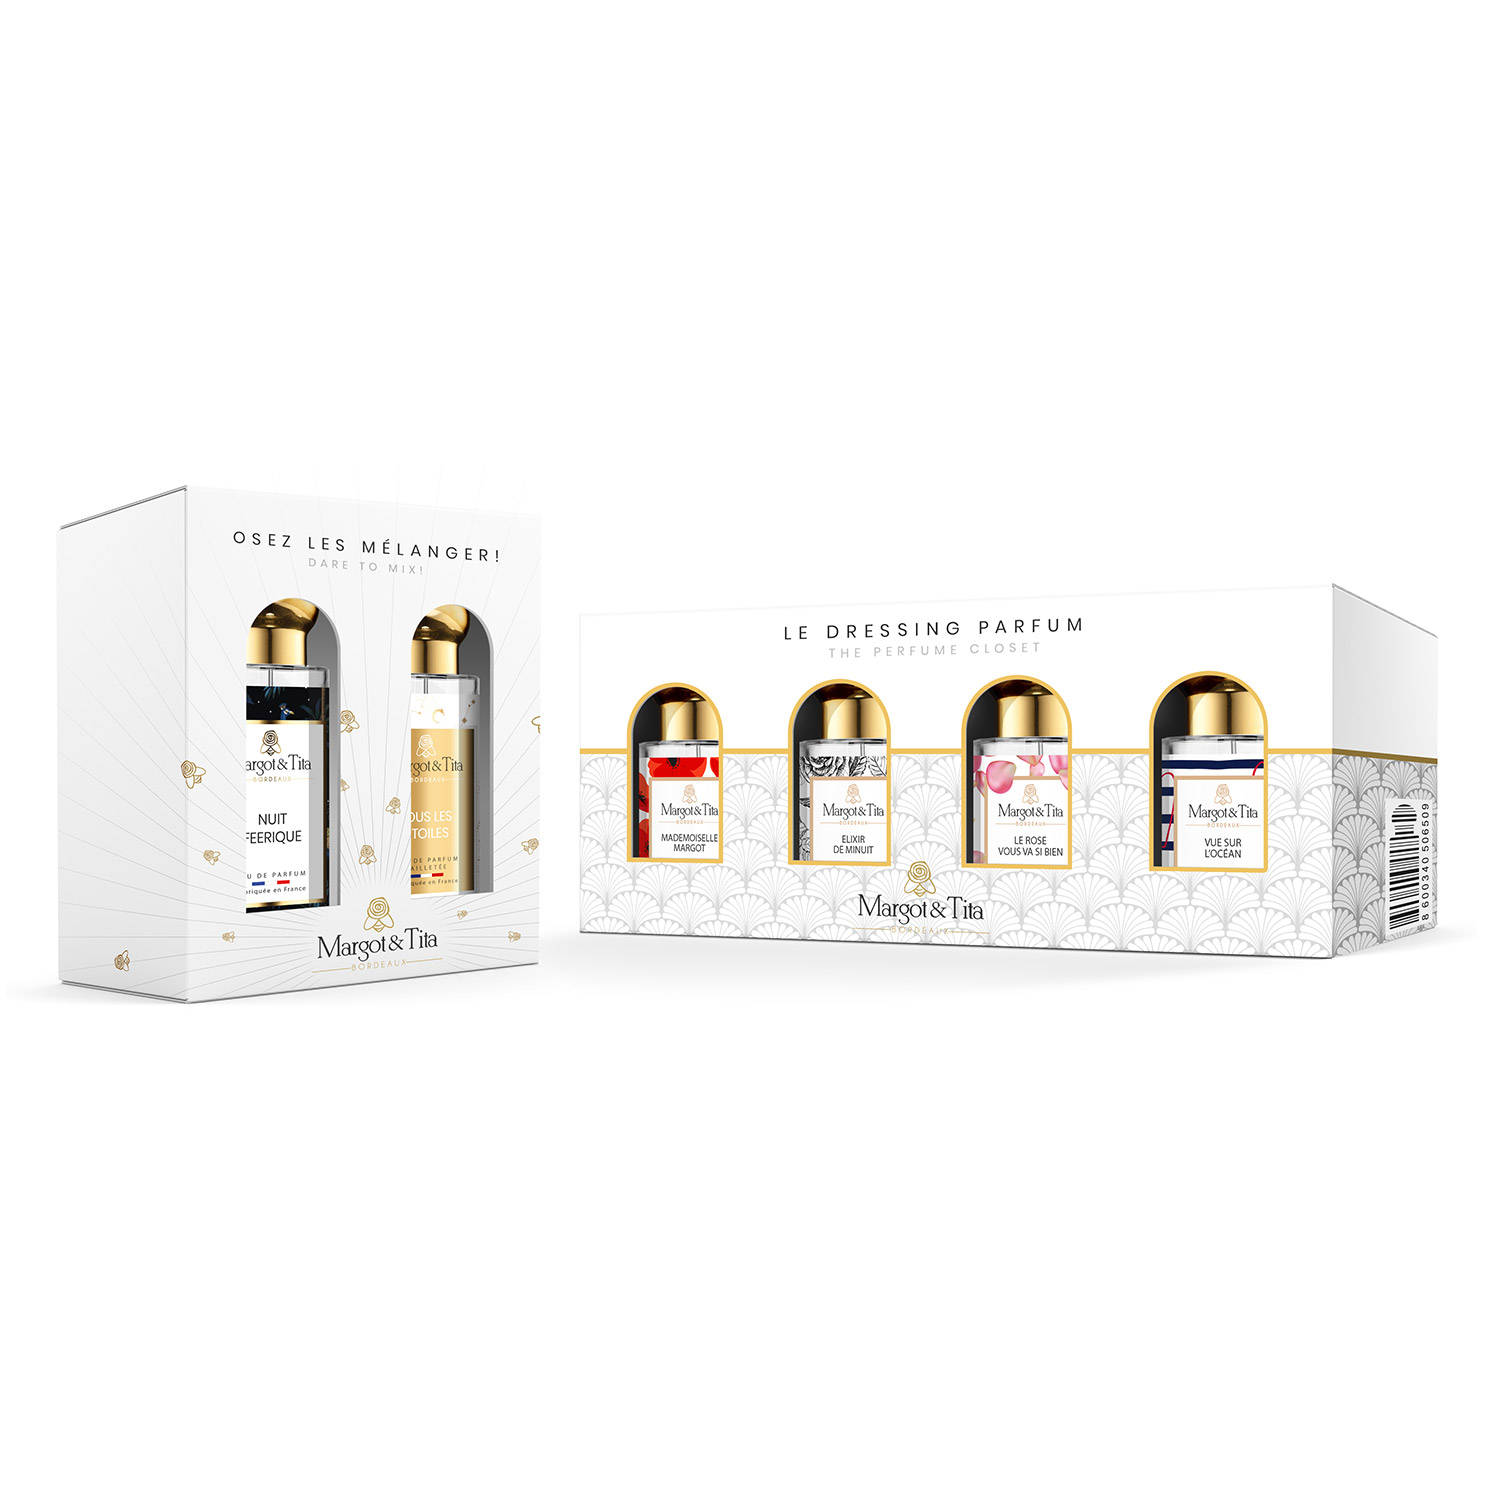 OSEZ LES MÉLANGER!
DARE TO MIX!
argot & Tita
BORDEAUX
NUIT
FEERIQUE
U DE PARFUM
briquée en France
rgot & Tita
BORDEAUX
OUS LES
TOILES
DE PARFUM
AILLETÉE
iquée en France
Margot & Tita
BORDEAUX
LE DRESSING PARFUM
THE PERFUME CLOSET
Margot & Tita
BORDEAUX
MADEMOISELLE
MARGOT
Margot & Tita
BORDEAUX
ELIXIR
DE MINUIT
Margot & Tita
BORDEAUX
LE ROSE
VOUS VA SI BIEN
Margot & Tita
BORDEAUX
VUE SUR
L'OCÉAN
Margot & Tita
BORDEAUX
8 600340 506509